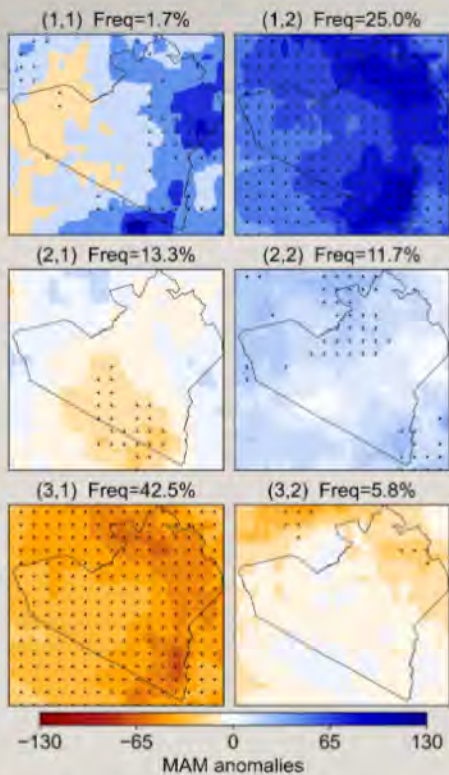 (1,1) Freq=1.7%
(1,2) Freq=25.0%
(2,1) Freq=13.3%
(2,2) Freq=11.7%
(3,1) Freq=42.5%
(3,2) Freq=5.8%
−130 −65 0 65 130
MAM anomalies